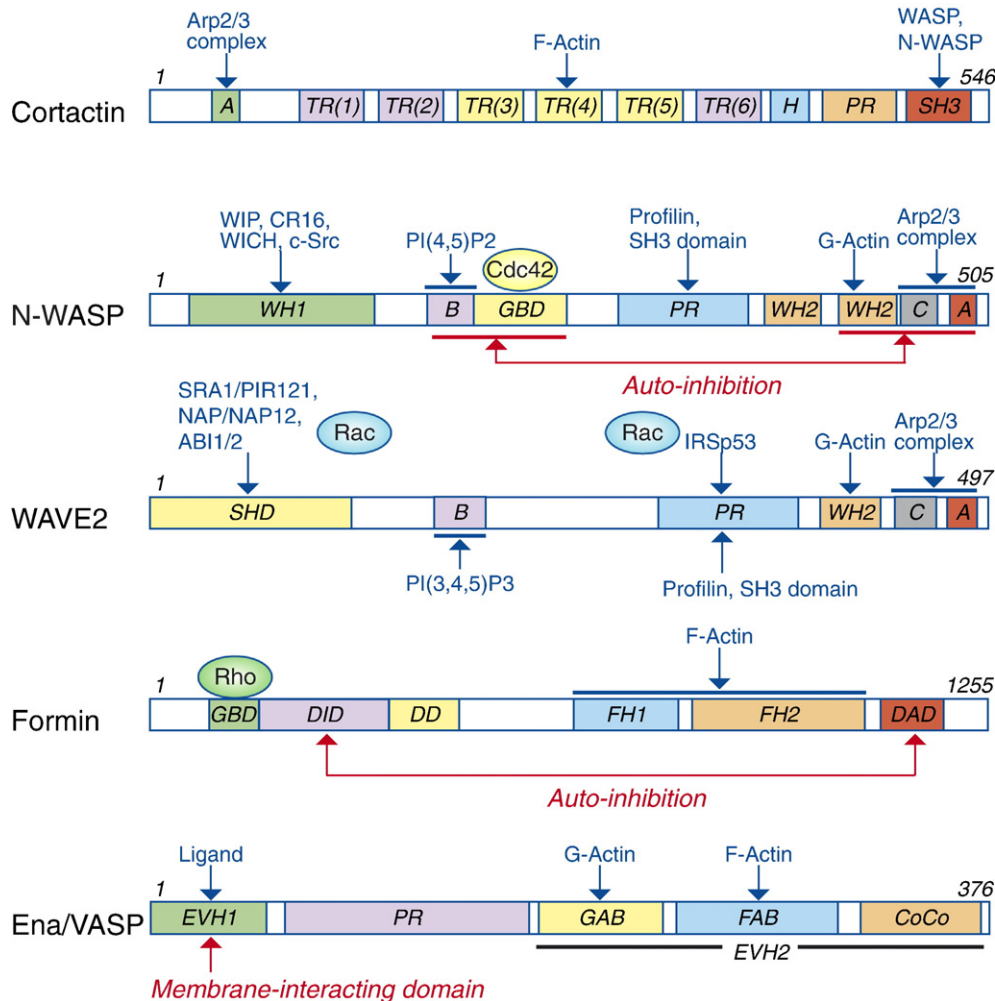 Arp2/3
complex
F-Actin
WASP,
N-WASP
1
546
Cortactin
A
TR(1)
TR(2)
TR(3)
TR(4)
TR(5)
TR(6)
H
PR
SH3
WIP, CR16,
WICH, c-Src
PI(4,5)P2
Cdc42
Profilin,
SH3 domain
G-Actin
Arp2/3
complex
1
505
N-WASP
WH1
B
GBD
PR
WH2
WH2
C
A
Auto-inhibition
SRA1/PIR121,
NAP/NAP12,
ABI1/2
Rac
Rac
IRSp53
G-Actin
Arp2/3
complex
1
497
WAVE2
SHD
B
PR
WH2
C
A
PI(3,4,5)P3
Profilin, SH3 domain
F-Actin
Rho
1
1255
Formin
GBD
DID
DD
FH1
FH2
DAD
Auto-inhibition
Ligand
G-Actin
F-Actin
1
376
Ena/VASP
EVH1
PR
GAB
FAB
CoCo
EVH2
Membrane-interacting domain